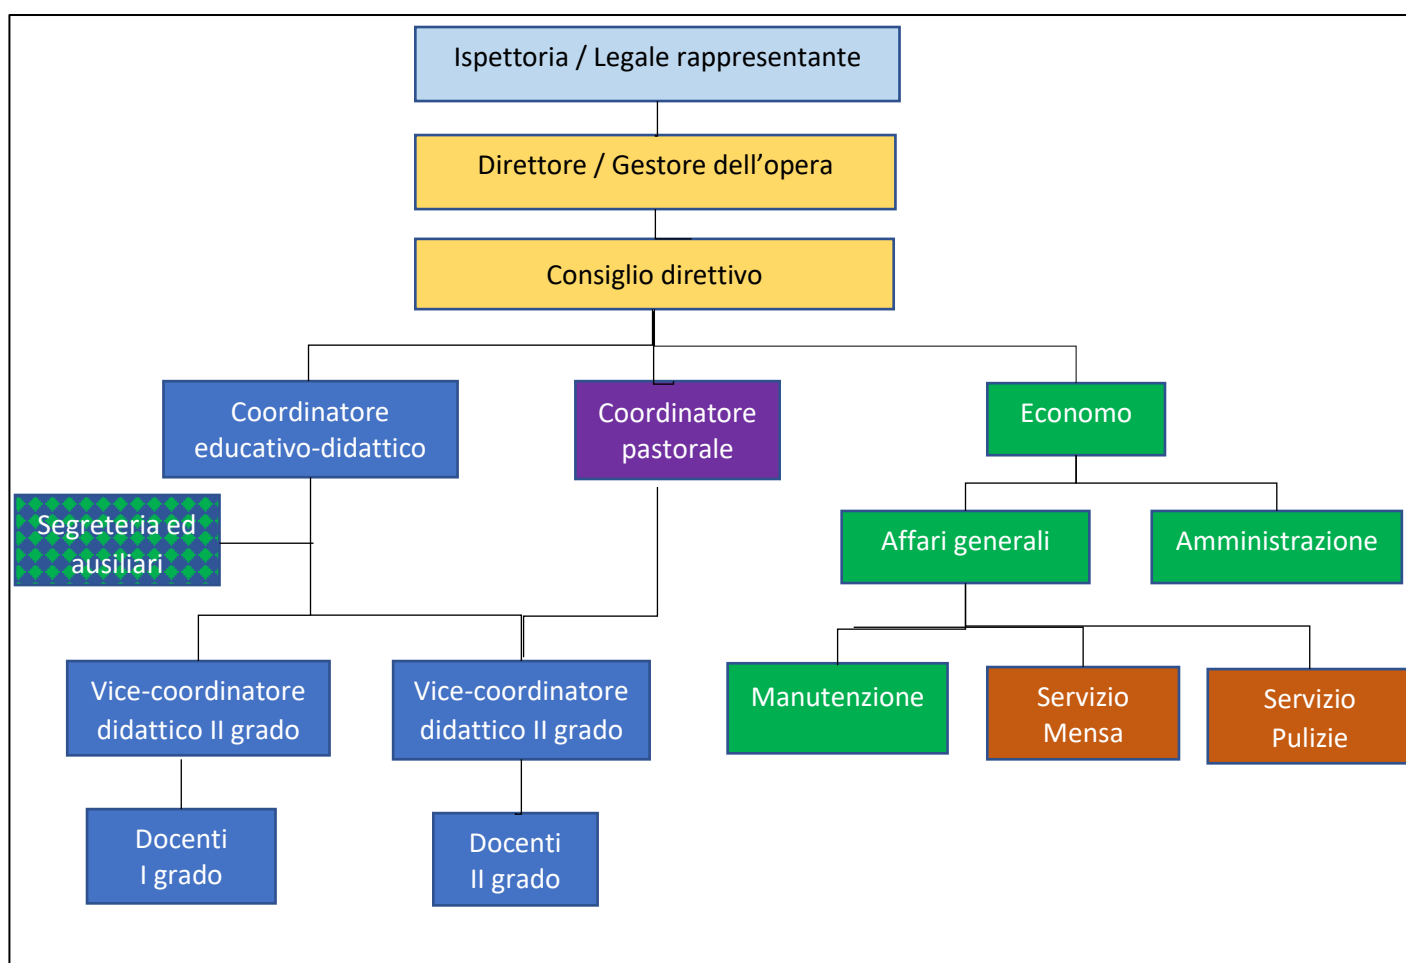 Ispettoria / Legale rappresentante
Direttore / Gestore dell’opera
Consiglio direttivo
Coordinatore
educativo-didattico
Coordinatore
pastorale
Economo
Segreteria ed
ausiliari
Affari generali
Amministrazione
Vice-coordinatore
didattico II grado
Vice-coordinatore
didattico II grado
Manutenzione
Servizio
Mensa
Servizio
Pulizie
Docenti
I grado
Docenti
II grado